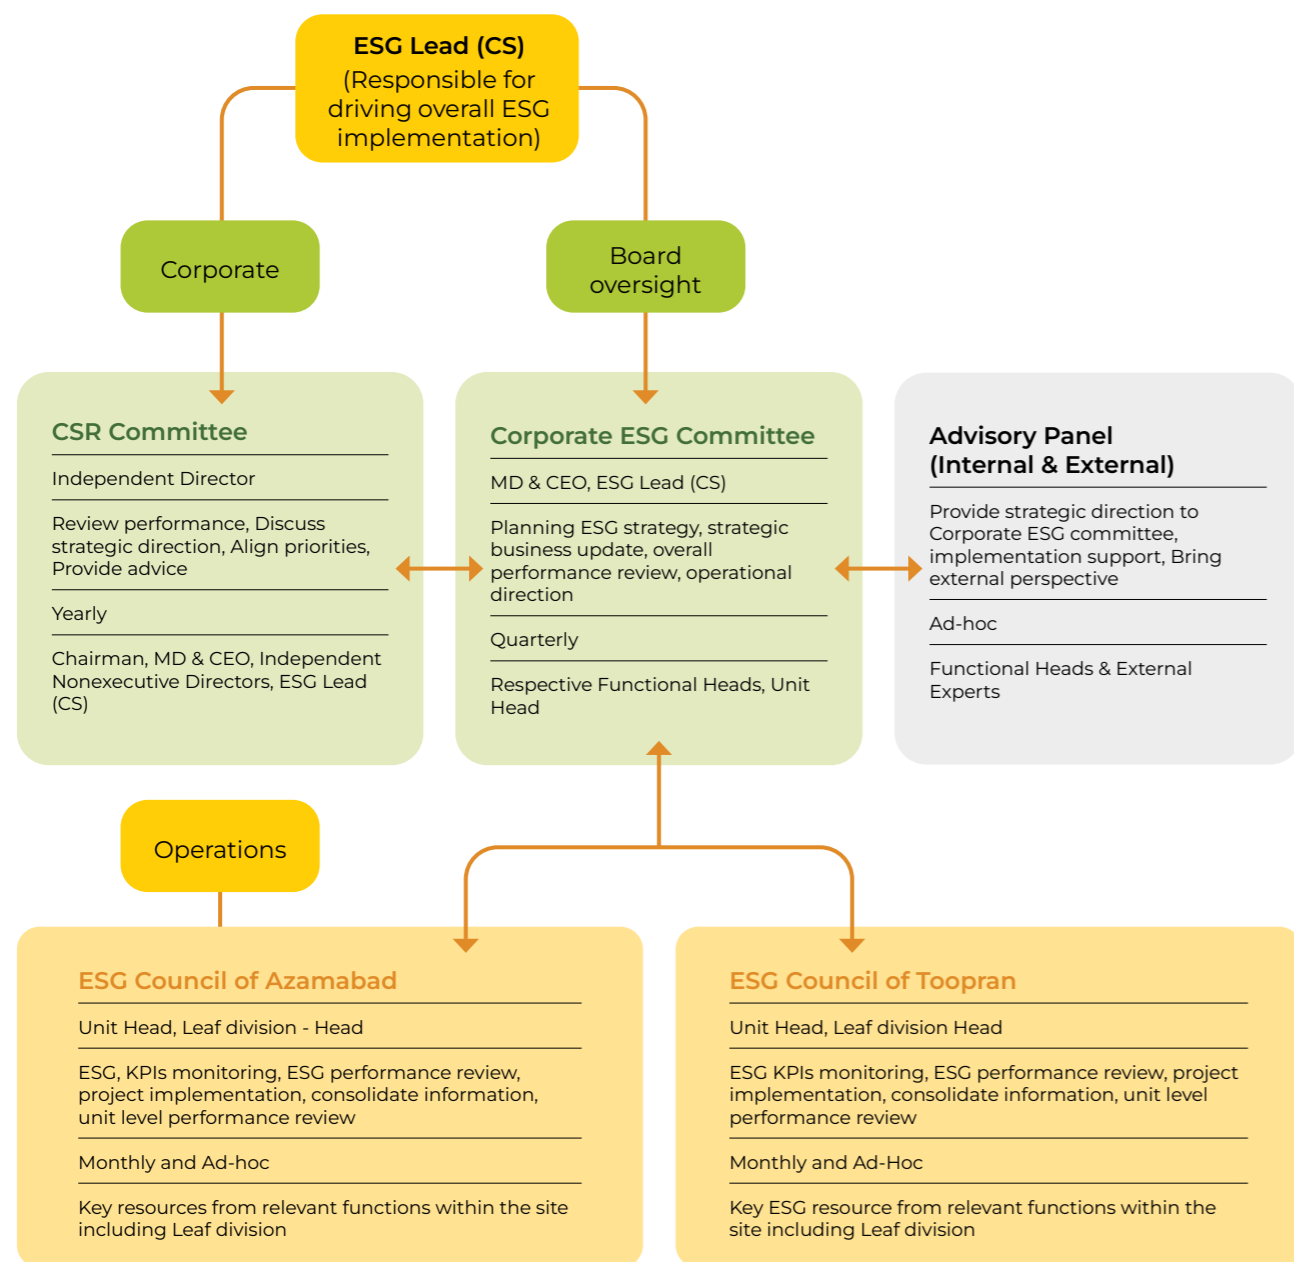 ESG Lead (CS)
(Responsible for
driving overall ESG
implementation)
Corporate
Board
oversight
CSR Committee
Independent Director
Review performance, Discuss
strategic direction, Align priorities,
Provide advice
Yearly
Chairman, MD & CEO, Independent
Nonexecutive Directors, ESG Lead
(CS)
Corporate ESG Committee
MD & CEO, ESG Lead (CS)
Planning ESG strategy, strategic
business update, overall
performance review, operational
direction
Quarterly
Respective Functional Heads, Unit
Head
Advisory Panel
(Internal & External)
Provide strategic direction to
Corporate ESG committee,
implementation support, Bring
external perspective
Ad-hoc
Functional Heads & External
Experts
Operations
ESG Council of Azamabad
Unit Head, Leaf division - Head
ESG, KPIs monitoring, ESG performance review,
project implementation, consolidate information,
unit level performance review
Monthly and Ad-hoc
Key resources from relevant functions within the site
including Leaf division
ESG Council of Toopran
Unit Head, Leaf division Head
ESG KPIs monitoring, ESG performance review, project
implementation, consolidate information, unit level
performance review
Monthly and Ad-Hoc
Key ESG resource from relevant functions within the
site including Leaf division